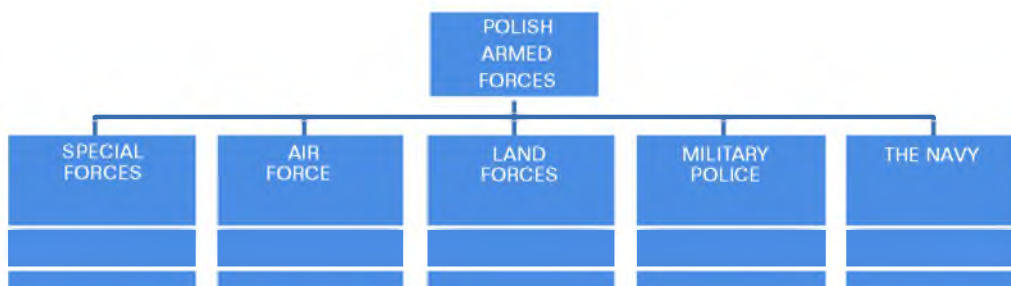 POLISH
ARMED
FORCES
SPECIAL
FORCES
AIR
FORCE
LAND
FORCES
MILITARY
POLICE
THE NAVY